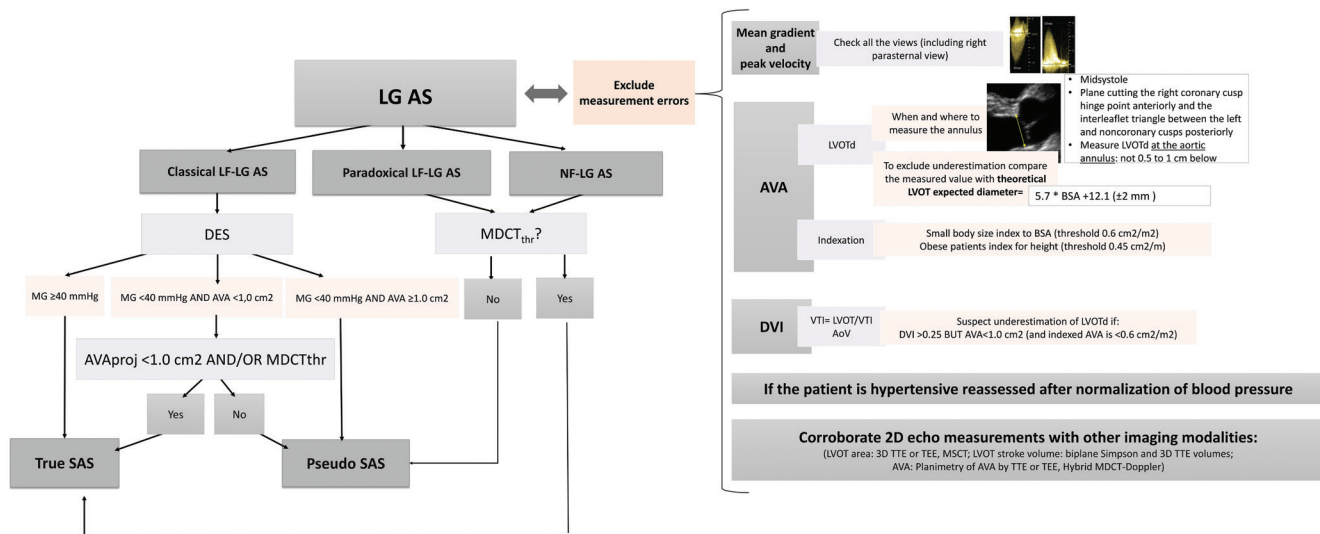 LG AS
Exclude
measurement errors
Classical LF-LG AS
Paradoxical LF-LG AS
NF-LG AS
DES
MDCTthr?
MG ≥40 mmHg
MG <40 mmHg AND AVA <1,0 cm2
MG <40 mmHg AND AVA ≥1.0 cm2
No
Yes
AVAproj <1.0 cm2 AND/OR MDCTthr
Yes
No
True SAS
Pseudo SAS
Mean gradient
and
peak velocity
Check all the views (including right
parasternal view)
AVA
LVOTd
When and where to
measure the annulus
• Midsystole
• Plane cutting the right coronary cusp
hinge point anteriorly and the
interleaflet triangle between the left
and noncoronary cusps posteriorly
• Measure LVOTd at the aortic
annulus: not 0.5 to 1 cm below
To exclude underestimation compare
the measured value with theoretical
LVOT expected diameter=
5.7 * BSA +12.1 (±2 mm )
Indexation
Small body size index to BSA (threshold 0.6 cm2/m2)
Obese patients index for height (threshold 0.45 cm2/m)
DVI
VTI= LVOT/VTI
AoV
Suspect underestimation of LVOTd if:
DVI >0.25 BUT AVA<1.0 cm2 (and indexed AVA is <0.6 cm2/m2)
If the patient is hypertensive reassessed after normalization of blood pressure
Corroborate 2D echo measurements with other imaging modalities:
(LVOT area: 3D TTE or TEE, MSCT; LVOT stroke volume: biplane Simpson and 3D TTE volumes;
AVA: Planimetry of AVA by TTE or TEE, Hybrid MDCT-Doppler)